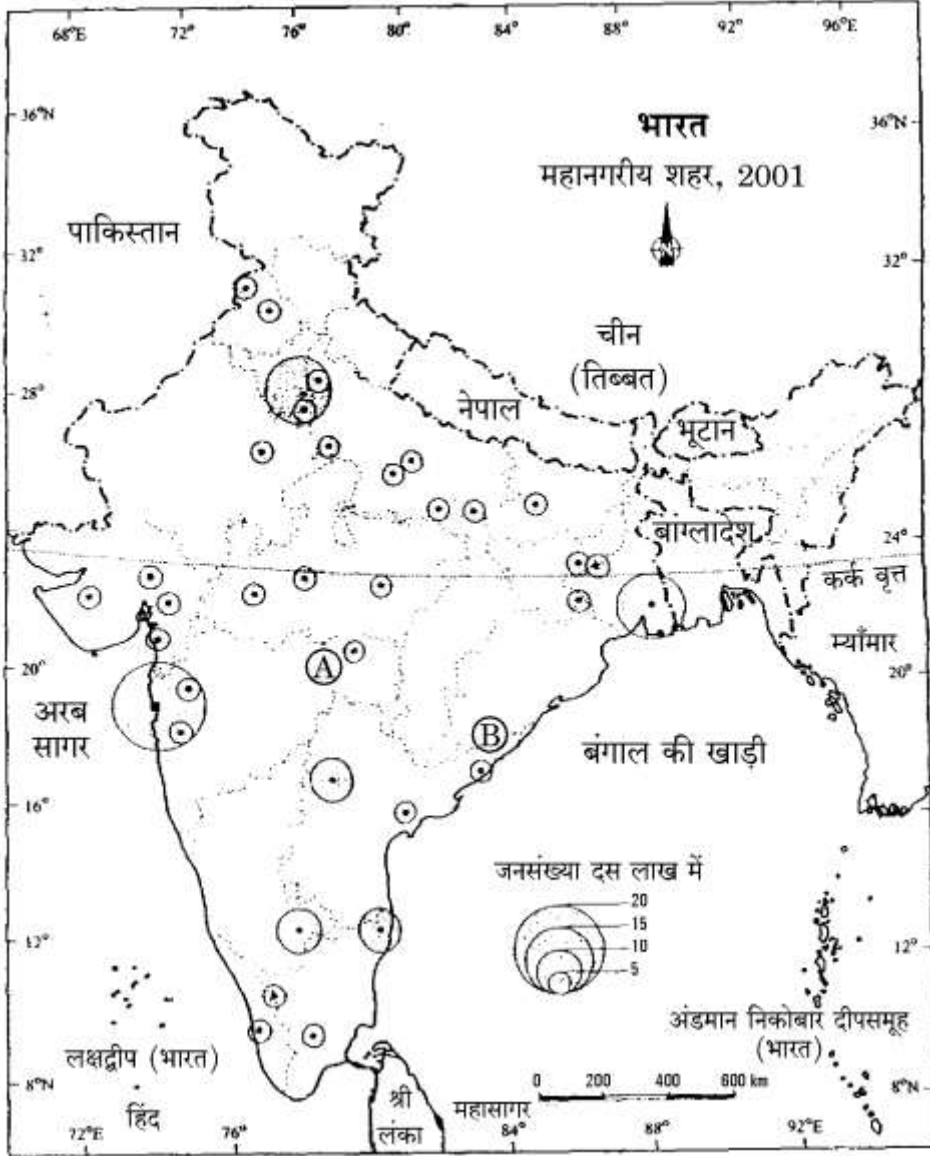 68°E 72° 76° 80° 84° 88° 92° 96°E
36°N 36°N
भारत
महानगरीय शहर, 2001
N
पाकिस्तान
32° 32°
चीन
(तिब्बत)
28° 28°
नेपाल
भूटान
बाग्लादेश
24° 24°
कर्क वृत्त
म्याँमार
20° 20°
A
अरब
सागर
B
बंगाल की खाड़ी
16° 16°
जनसंख्या दस लाख में
20
15
10
5
12° 12°
अंडमान निकोबार दीपसमूह
(भारत)
लक्षद्वीप (भारत)
8°N 8°N
0 200 400 600 km
हिंद
महासागर
श्री
लंका
72°E 76° 84° 88° 92°E